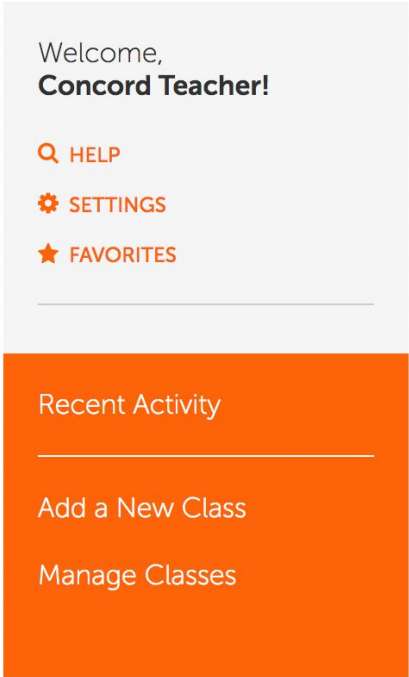 Welcome,
Concord Teacher!
HELP
SETTINGS
FAVORITES
Recent Activity
Add a New Class
Manage Classes